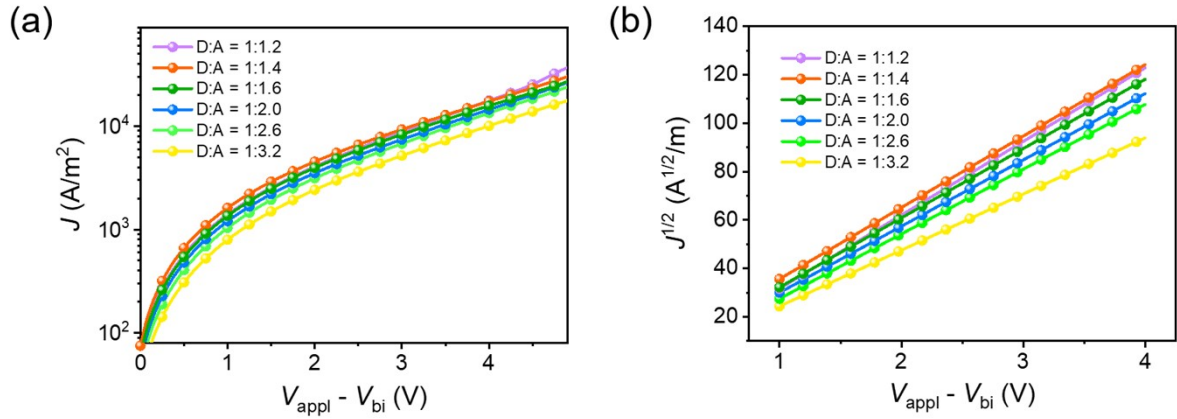 (a)
J (A/m²)
10⁴
10³
10²
D:A = 1:1.2
D:A = 1:1.4
D:A = 1:1.6
D:A = 1:2.0
D:A = 1:2.6
D:A = 1:3.2
0 1 2 3 4
Vappl - Vbi (V)
(b)
J1/2 (A1/2/m)
140
120
100
80
60
40
20
D:A = 1:1.2
D:A = 1:1.4
D:A = 1:1.6
D:A = 1:2.0
D:A = 1:2.6
D:A = 1:3.2
1 2 3 4
Vappl - Vbi (V)